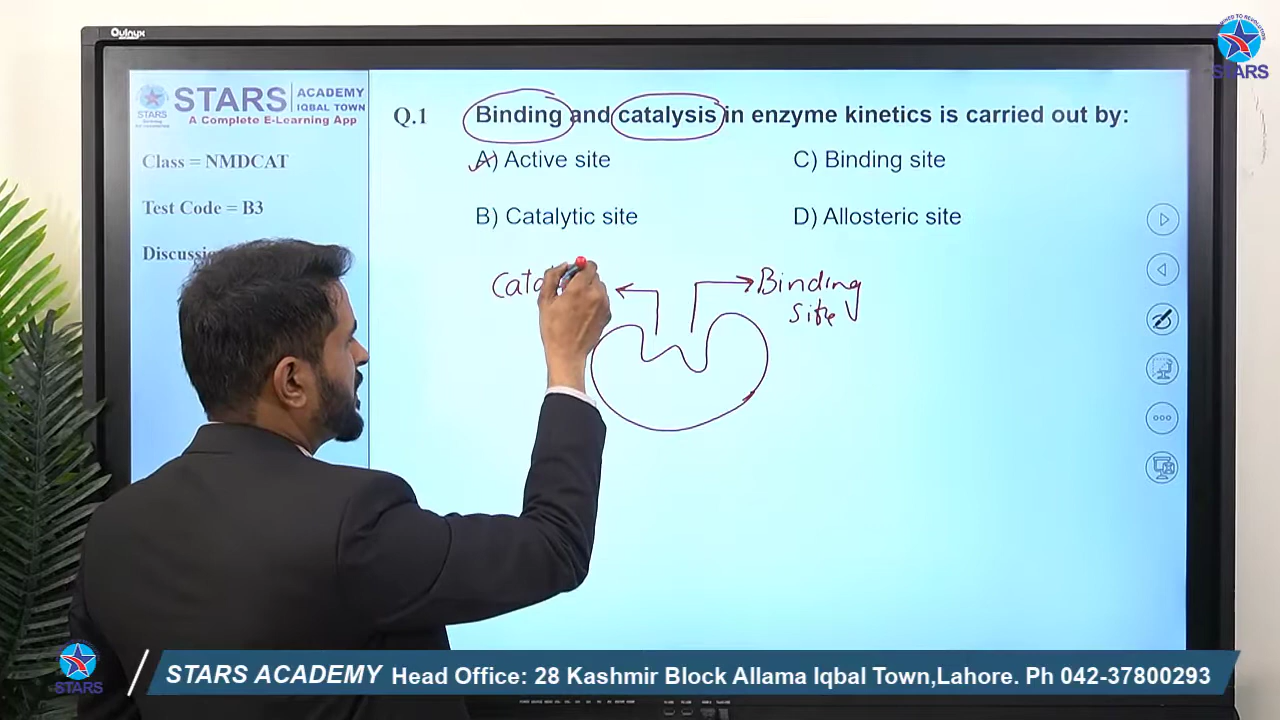 Qulnyx
STARS
STARS
STARS ACADEMY
IQBAL TOWN
A Complete E-Learning App
Class = NMDCAT
Test Code = B3
Q.1 Binding and catalysis in enzyme kinetics is carried out by:
A) Active site
C) Binding site
B) Catalytic site
D) Allosteric site
Binding
Site
STARS
STARS ACADEMY Head Office: 28 Kashmir Block Allama Iqbal Town,Lahore. Ph 042-37800293